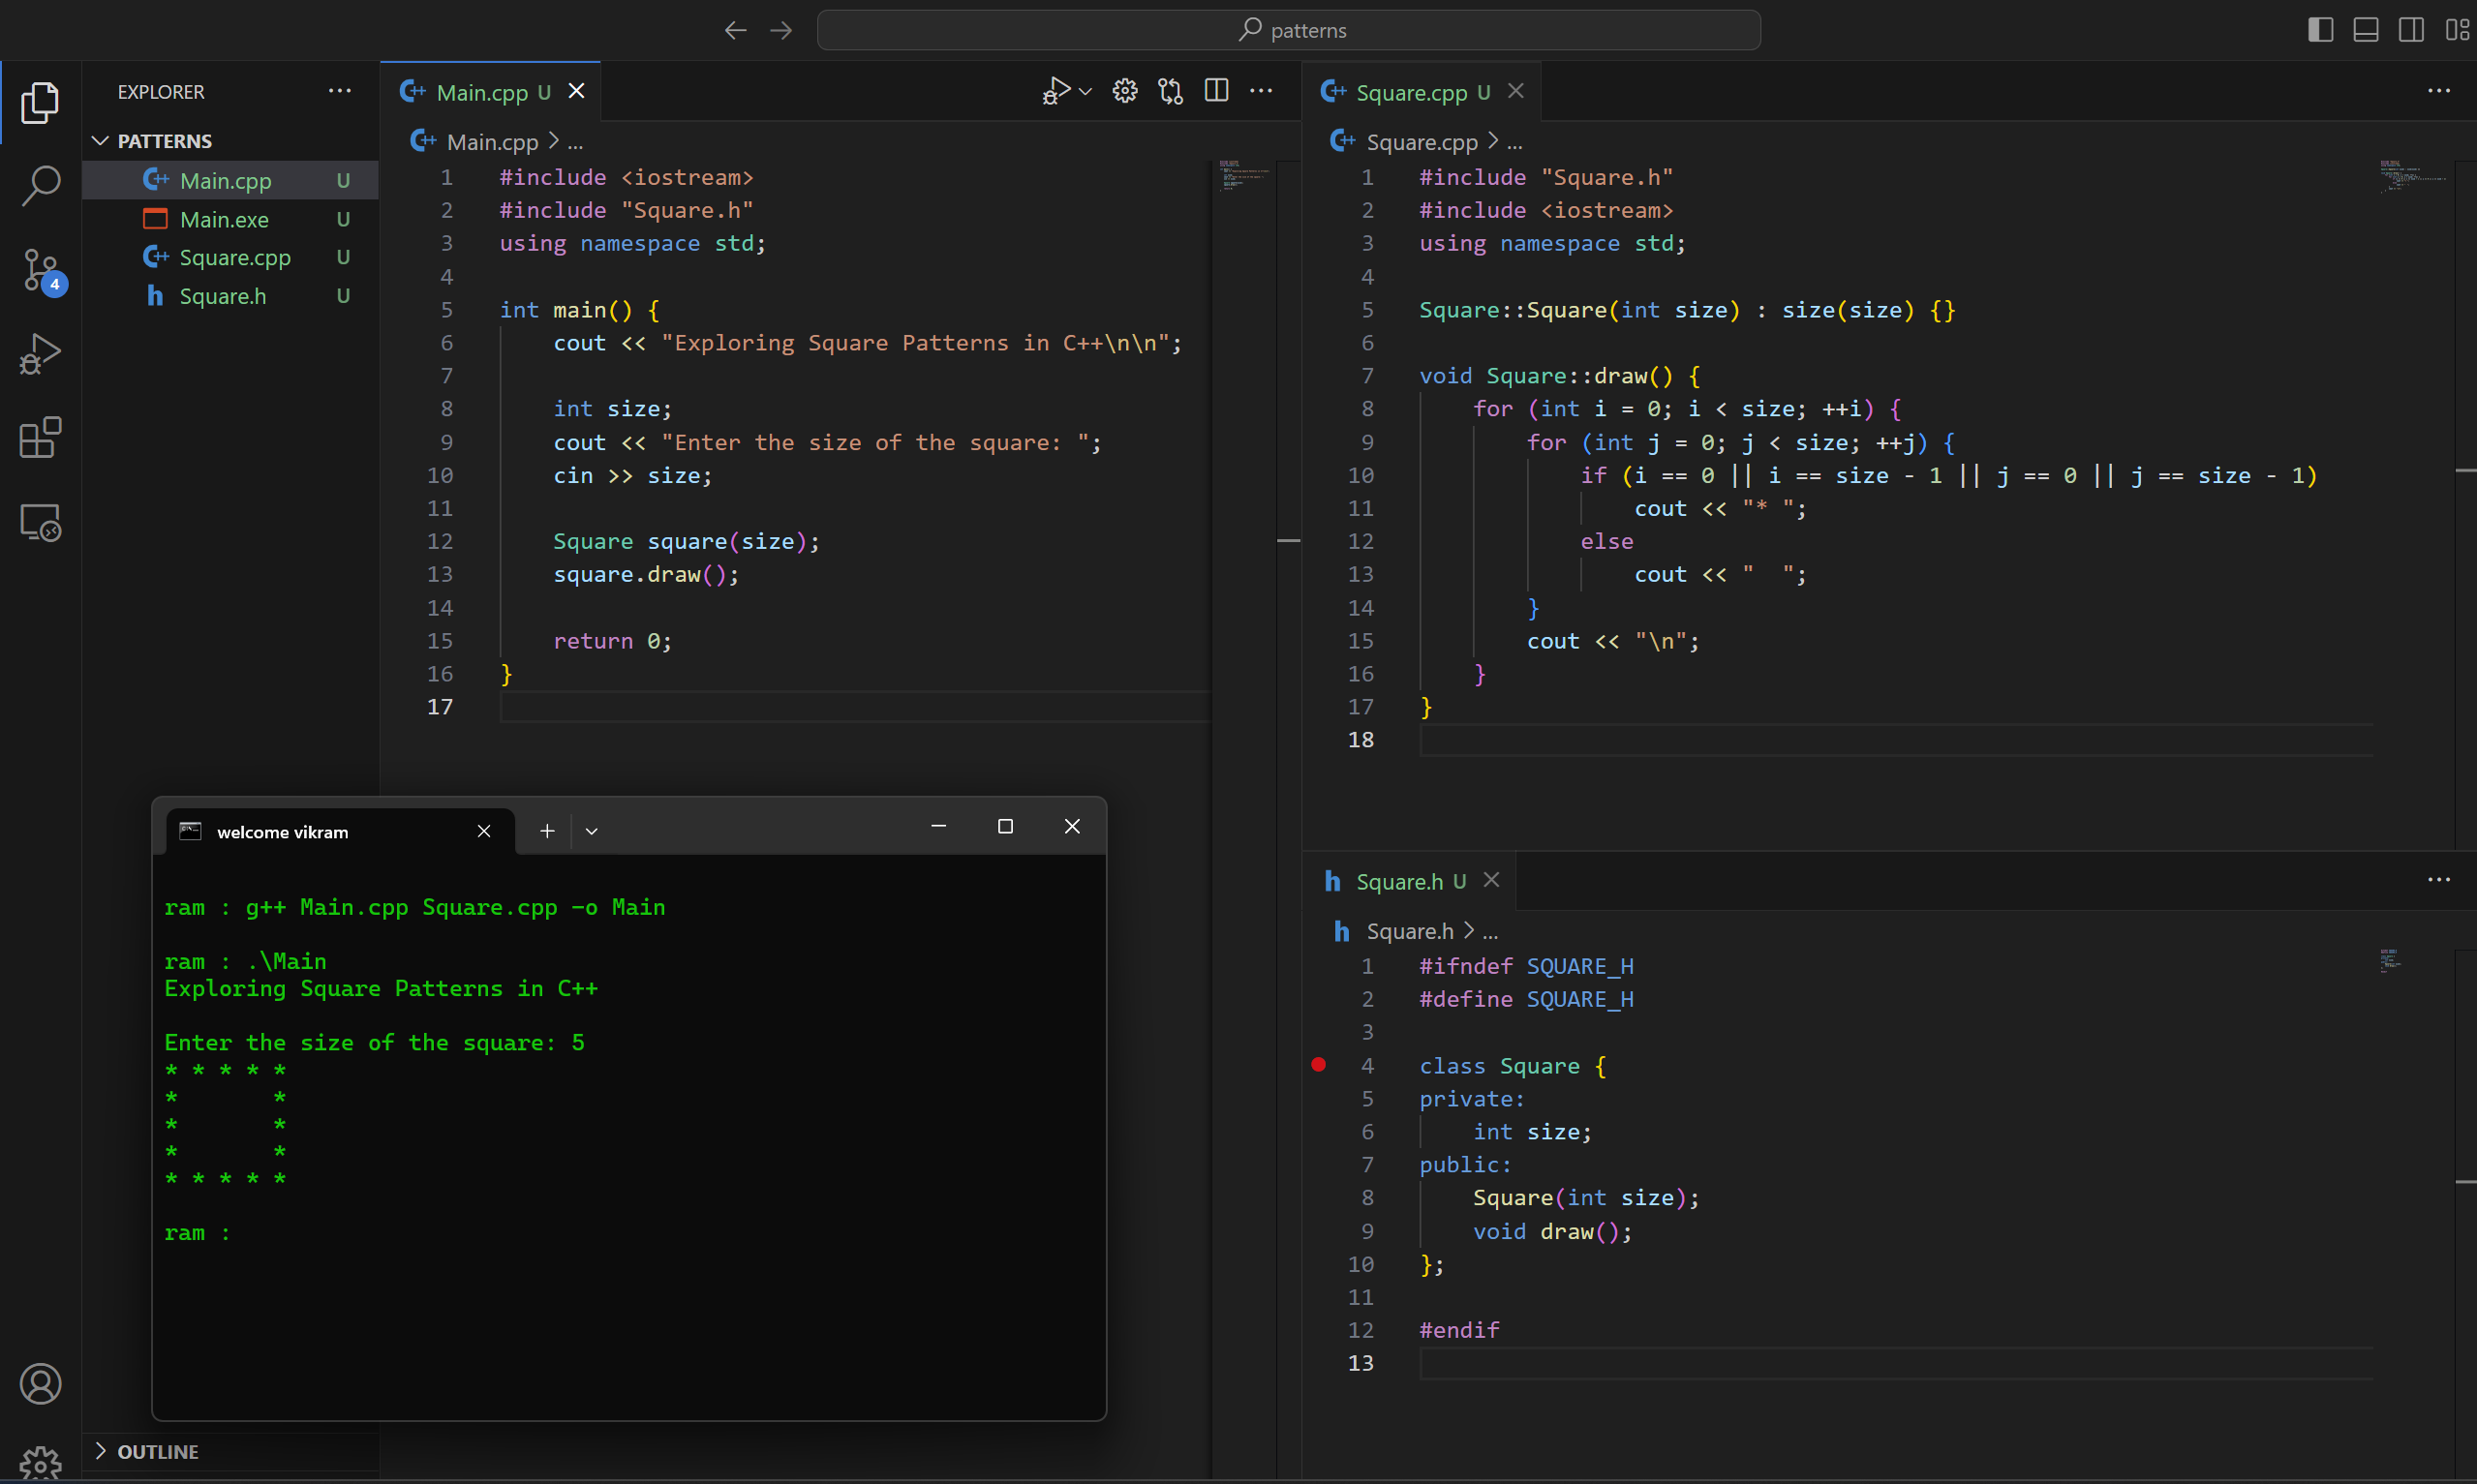 patterns
EXPLORER
PATTERNS
Main.cpp U
Main.exe U
Square.cpp U
Square.h U
4
OUTLINE
Main.cpp U
Main.cpp > ...
1 #include <iostream>
2 #include "Square.h"
3 using namespace std;
4
5 int main() {
6     cout << "Exploring Square Patterns in C++\n\n";
7
8     int size;
9     cout << "Enter the size of the square: ";
10     cin >> size;
11
12     Square square(size);
13     square.draw();
14
15     return 0;
16 }
17
Square.cpp U
Square.cpp > ...
1 #include "Square.h"
2 #include <iostream>
3 using namespace std;
4
5 Square::Square(int size) : size(size) {}
6
7 void Square::draw() {
8     for (int i = 0; i < size; ++i) {
9         for (int j = 0; j < size; ++j) {
10             if (i == 0 || i == size - 1 || j == 0 || j == size - 1)
11                 cout << "* ";
12             else
13                 cout << "  ";
14         }
15         cout << "\n";
16     }
17 }
18
Square.h U
Square.h > ...
1 #ifndef SQUARE_H
2 #define SQUARE_H
3
4 class Square {
5 private:
6     int size;
7 public:
8     Square(int size);
9     void draw();
10 };
11
12 #endif
13
welcome vikram
ram : g++ Main.cpp Square.cpp -o Main
ram : .\Main
Exploring Square Patterns in C++
Enter the size of the square: 5
* * * * *
*       *
*       *
*       *
* * * * *
ram :